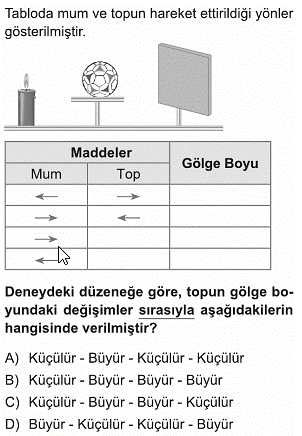 Tabloda mum ve topun hareket ettirildiği yönler
gösterilmiştir.
Maddeler
Gölge Boyu
Mum
Top
Deneydeki düzeneğe göre, topun gölge bo-
yundaki değişimler sırasıyla aşağıdakilerin
hangisinde verilmiştir?
A) Küçülür - Büyür - Küçülür - Küçülür
B) Küçülür - Büyür - Büyür - Büyür
C) Küçülür - Büyür - Büyür - Küçülür
D) Büyür - Küçülür - Küçülür - Büyür